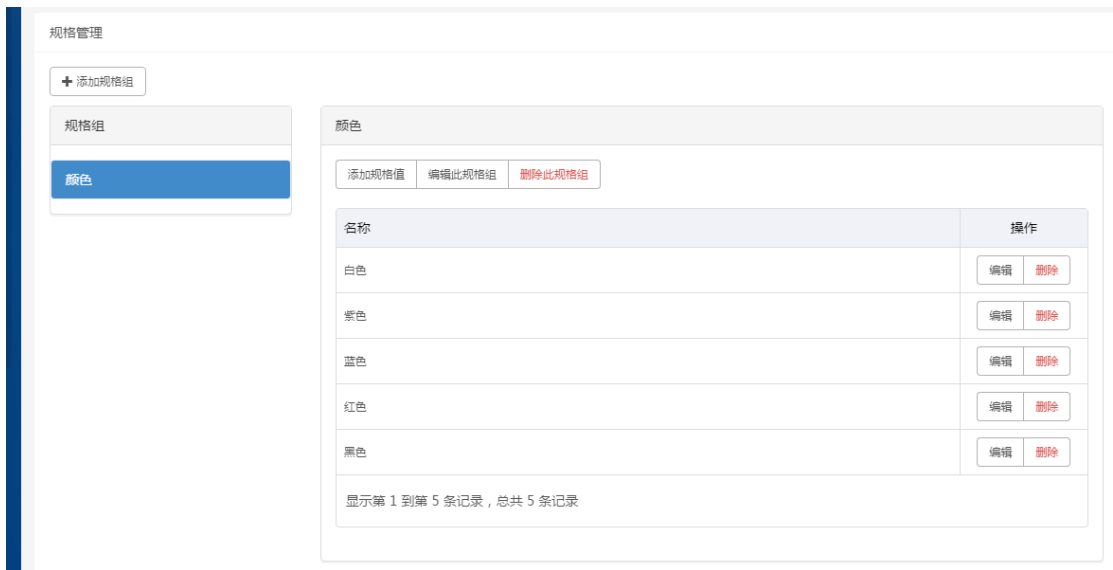 规格管理
添加规格组
规格组
颜色
颜色
添加规格值 编辑此规格组 删除此规格组
名称 操作
白色 编辑 删除
紫色 编辑 删除
蓝色 编辑 删除
红色 编辑 删除
黑色 编辑 删除
显示第 1 到第 5 条记录，总共 5 条记录